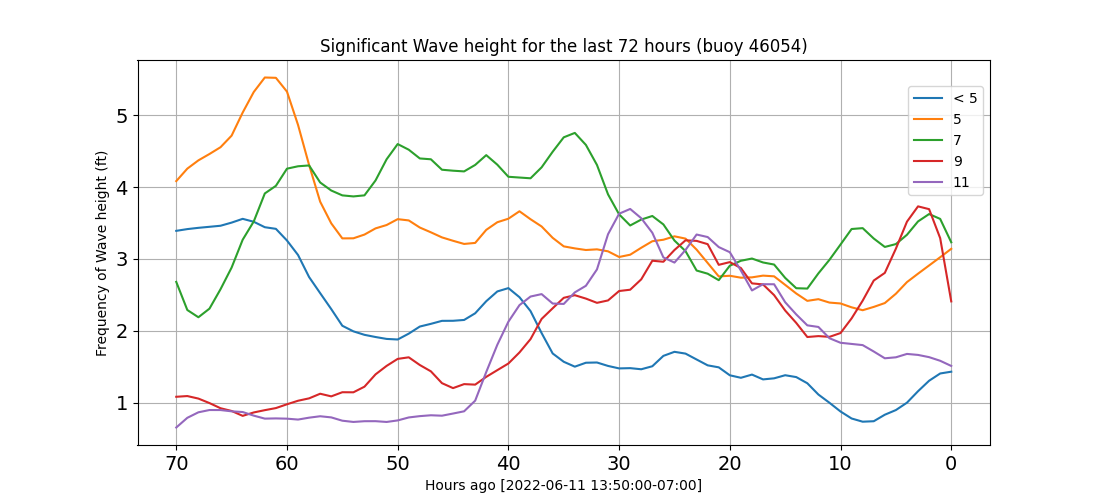 Significant Wave height for the last 72 hours (buoy 46054)
Frequency of Wave height (ft)
5
4
3
2
1
< 5
5
7
9
11
70 60 50 40 30 20 10 0
Hours ago [2022-06-11 13:50:00-07:00]